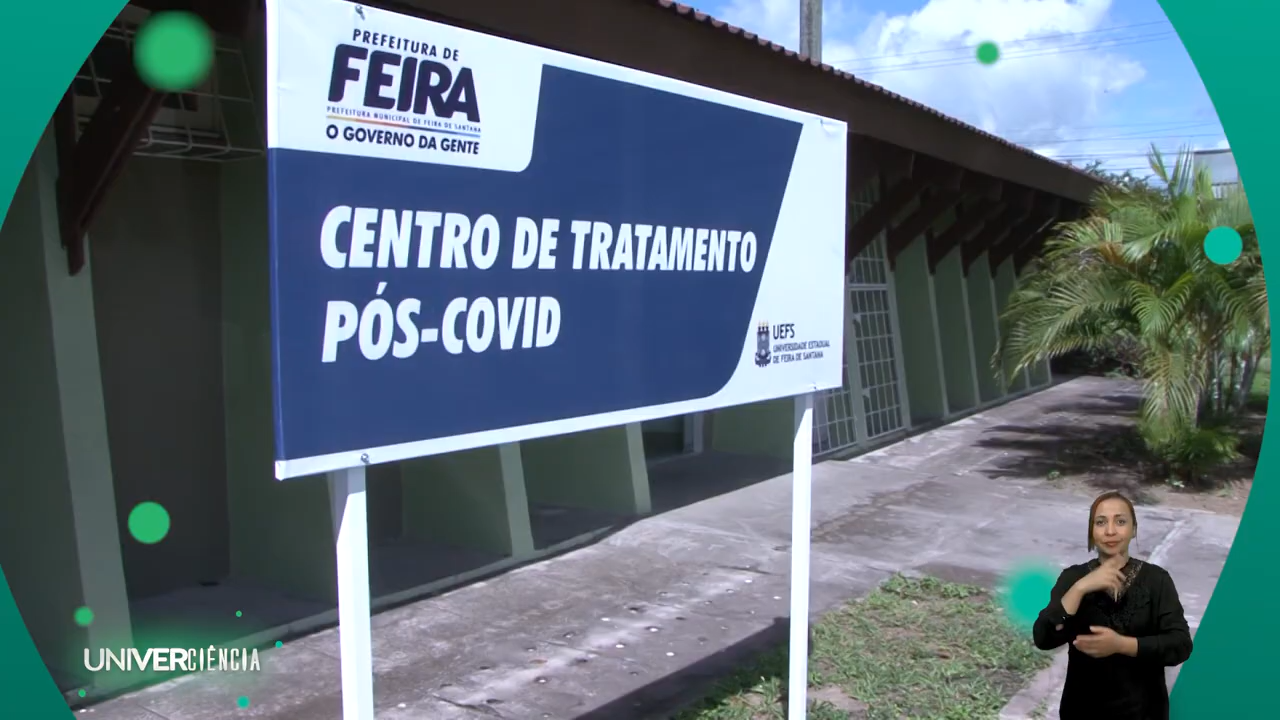 PREFEITURA DE
FEIRA
PREFEITURA MUNICIPAL DE FEIRA DE SANTANA
O GOVERNO DA GENTE
CENTRO DE TRATAMENTO
PÓS-COVID
UEFS
UNIVERSIDADE ESTADUAL
DE FEIRA DE SANTANA
UNIVERCIÊNCIA